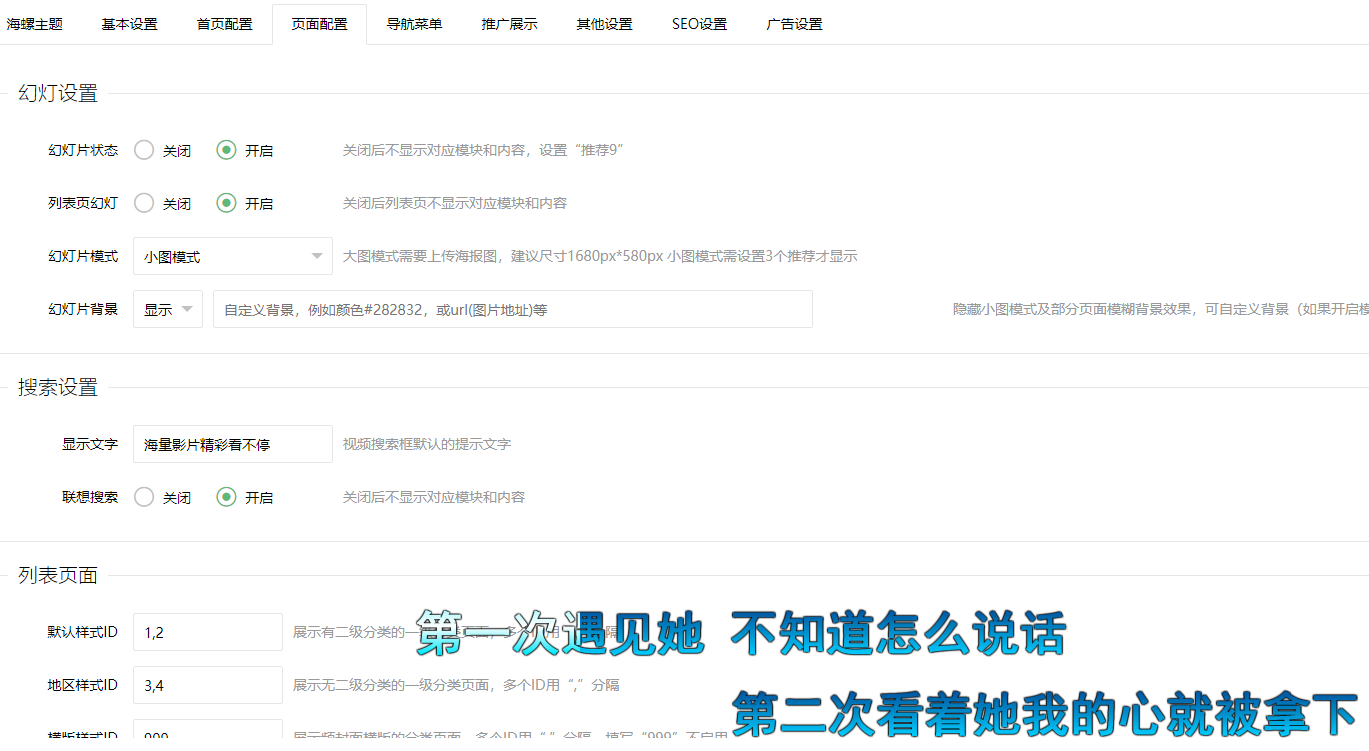 海螺主题 基本设置 首页配置 页面配置 导航菜单 推广展示 其他设置 SEO设置 广告设置
幻灯设置
幻灯片状态 关闭 开启 关闭后不显示对应模块和内容，设置“推荐9”
列表页幻灯 关闭 开启 关闭后列表页不显示对应模块和内容
幻灯片模式 小图模式 大图模式需要上传海报图，建议尺寸1680px*580px 小图模式需设置3个推荐才显示
幻灯片背景 显示 自定义背景，例如颜色#282832，或url(图片地址)等 隐藏小图模式及部分页面模糊背景效果，可自定义背景（如果开启模
搜索设置
显示文字 海量影片精彩看不停 视频搜索框默认的提示文字
联想搜索 关闭 开启 关闭后不显示对应模块和内容
列表页面
默认样式ID 1,2 展示有二级分类的一
第一次遇见她 不知道怎么说话
地区样式ID 3,4 展示无二级分类的一级分类页面，多个ID用“,”分隔
第二次看着她我的心就被拿下
横版样式ID 999